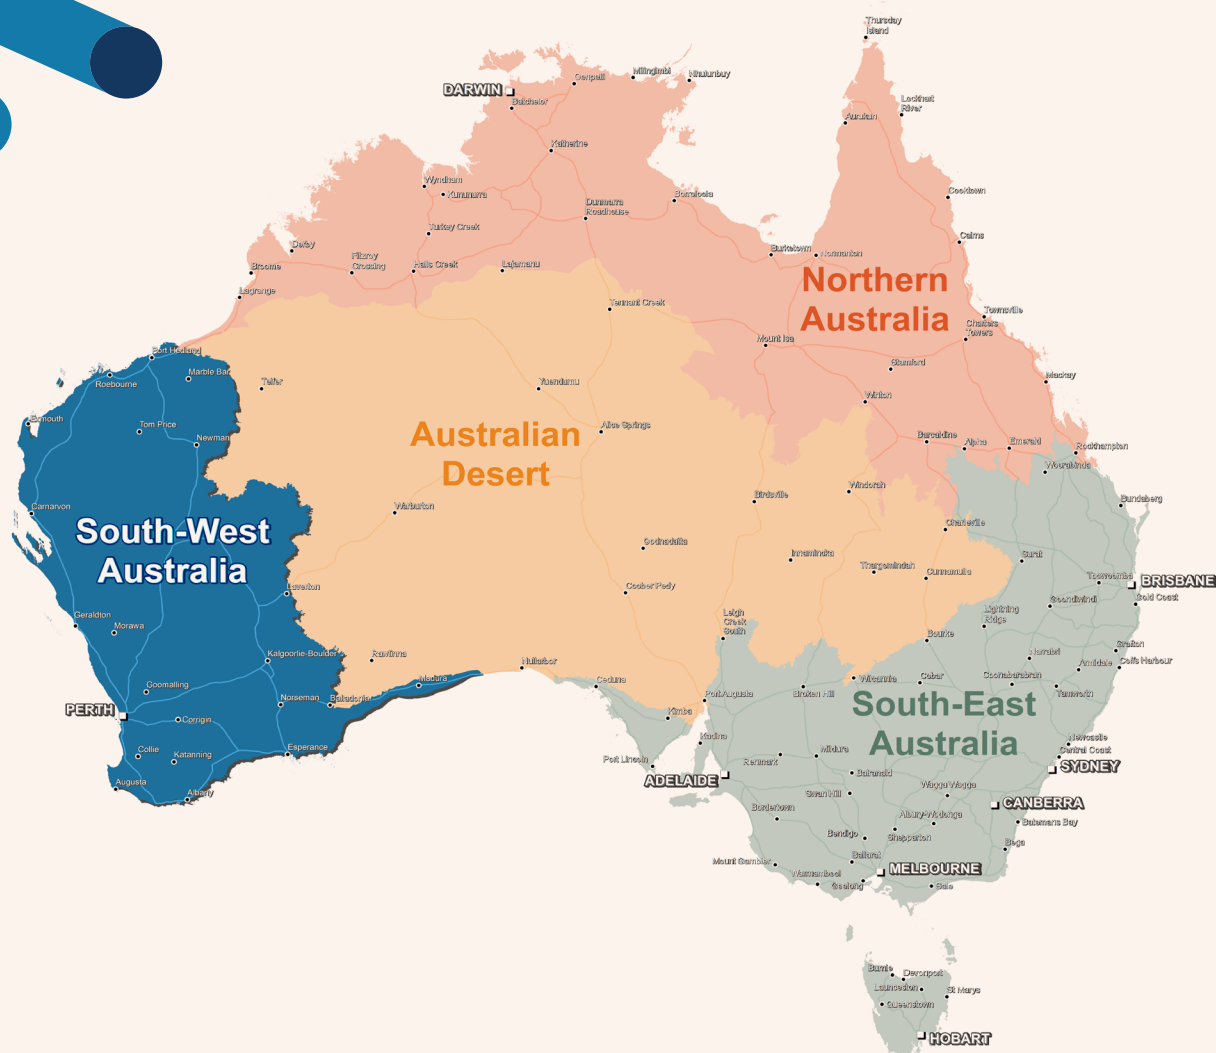 Thursday
Island
Nhulunbuy
Milingimbi
Oenpelli
DARWIN
Batchelor
Lockhart
River
Aurukun
Katherine
Wyndham
Kununurra
Cooktown
Borroloola
Dunmarra
Roadhouse
Turkey Creek
Cairns
Derby
Burketown
Normanton
Fitzroy
Crossing
Halls Creek
Lajamanu
Broome
Northern
Australia
Lagrange
Tennant Creek
Townsville
Charters
Towers
Mount Isa
Port Hedland
Stamford
Marble Bar
Roebourne
Telfer
Yuendumu
Mackay
Winton
Exmouth
Tom Price
Newman
Alice Springs
Australian
Desert
Barcaldine
Alpha
Emerald
Rockhampton
Woorabinda
Windorah
Birdsville
Bundaberg
Carnarvon
Warburton
South-West
Australia
Charleville
Oodnadatta
Innamincka
Surat
Thargomindah
Cunnamulla
Toowoomba
BRISBANE
Laverton
Coober Pedy
Goondiwindi
Gold Coast
Geraldton
Morawa
Leigh
Creek
South
Lightning
Ridge
Bourke
Grafton
Kalgoorlie-Boulder
Rawlinna
Nullarbor
Narrabri
Armidale
Coffs Harbour
Goomalling
Madura
Ceduna
Wilcannia
Cobar
Coonabarabran
Tamworth
Norseman
Balladonia
Port Augusta
Broken Hill
PERTH
Corrigin
Kimba
South-East
Australia
Kadina
Newcastle
Central Coast
Collie
Katanning
Esperance
Port Lincoln
Renmark
Mildura
SYDNEY
Augusta
Albany
ADELAIDE
Balranald
Swan Hill
Wagga Wagga
CANBERRA
Bordertown
Albury-Wodonga
Batemans Bay
Bendigo
Shepparton
Bega
Mount Gambier
Ballarat
MELBOURNE
Warrnambool
Geelong
Sale
Burnie
Devonport
Launceston
St Marys
Queenstown
HOBART